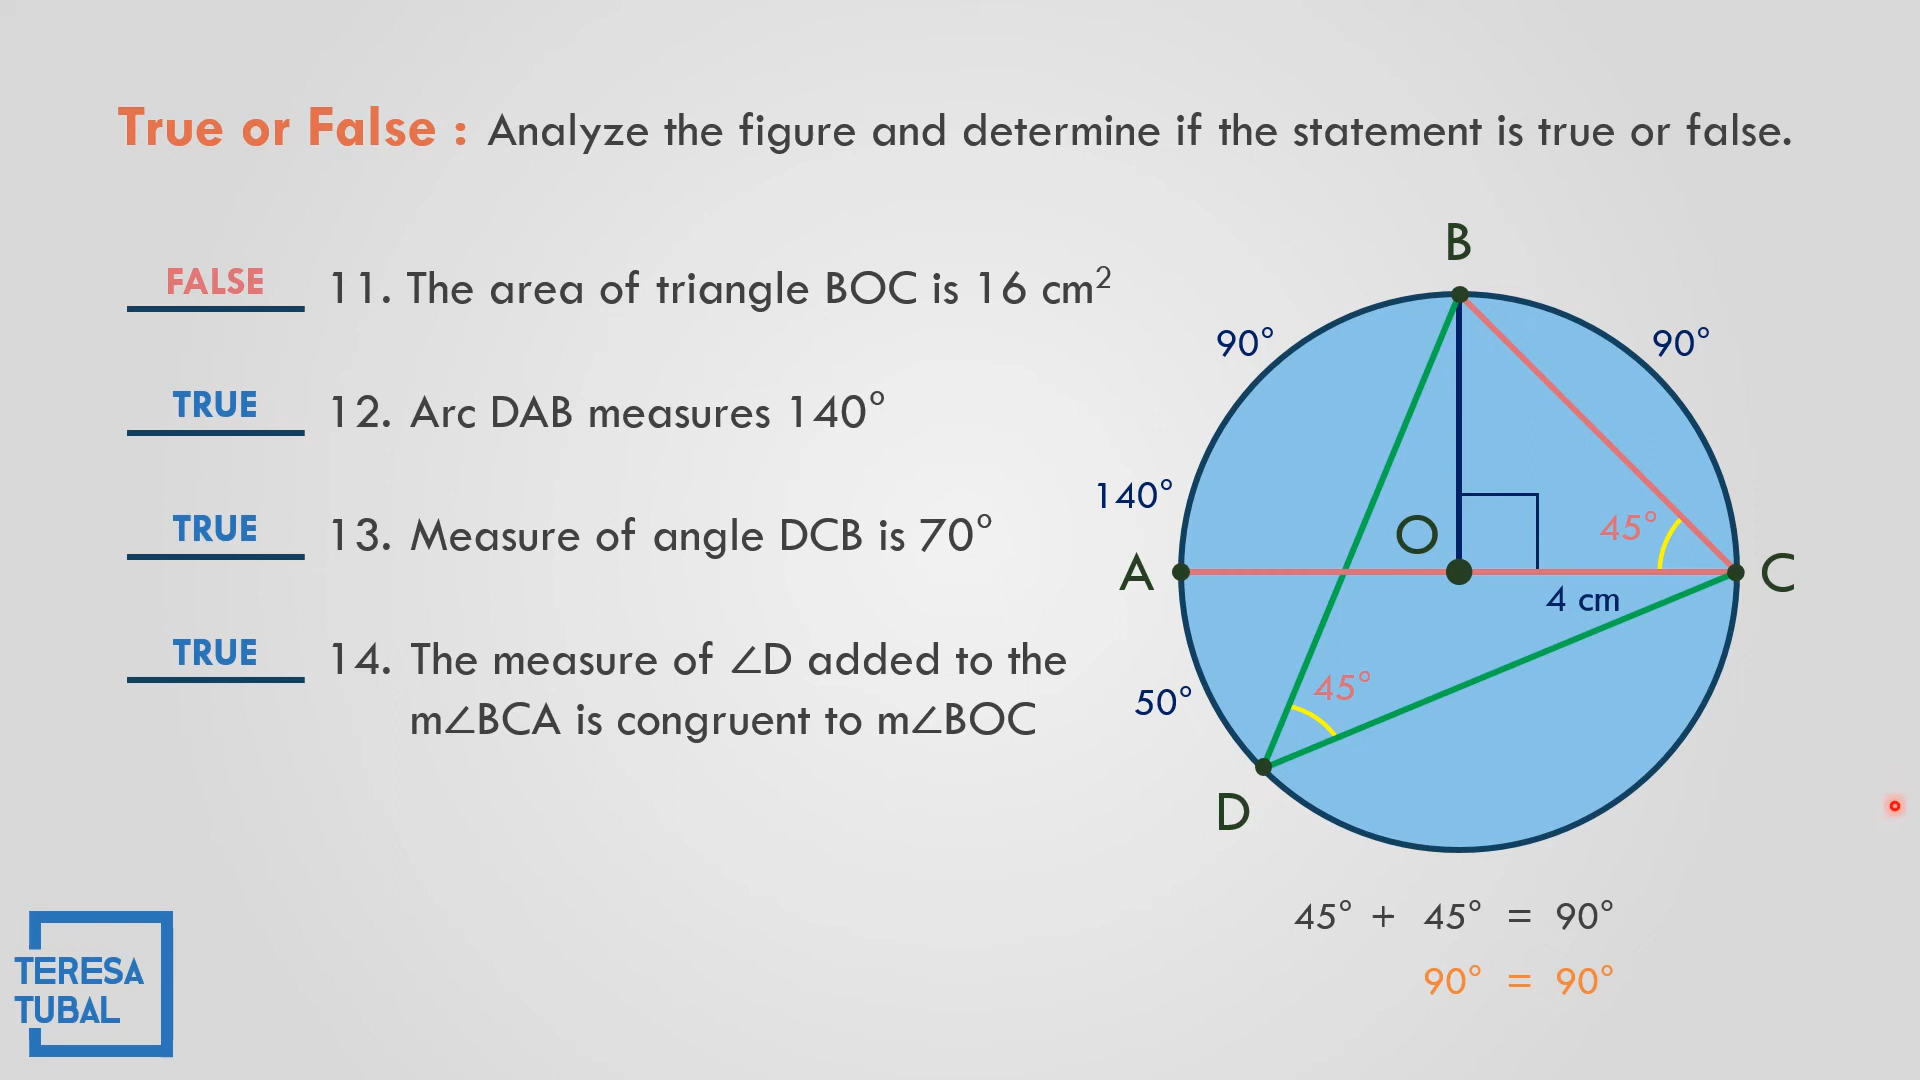 True or False : Analyze the figure and determine if the statement is true or false.
FALSE 11. The area of triangle BOC is 16 cm²
TRUE 12. Arc DAB measures 140°
TRUE 13. Measure of angle DCB is 70°
TRUE 14. The measure of ∠D added to the
m∠BCA is congruent to m∠BOC
B
90° 90°
140°
O 45°
A C
4 cm
45°
50°
D
45° + 45° = 90°
90° = 90°
TERESA
TUBAL